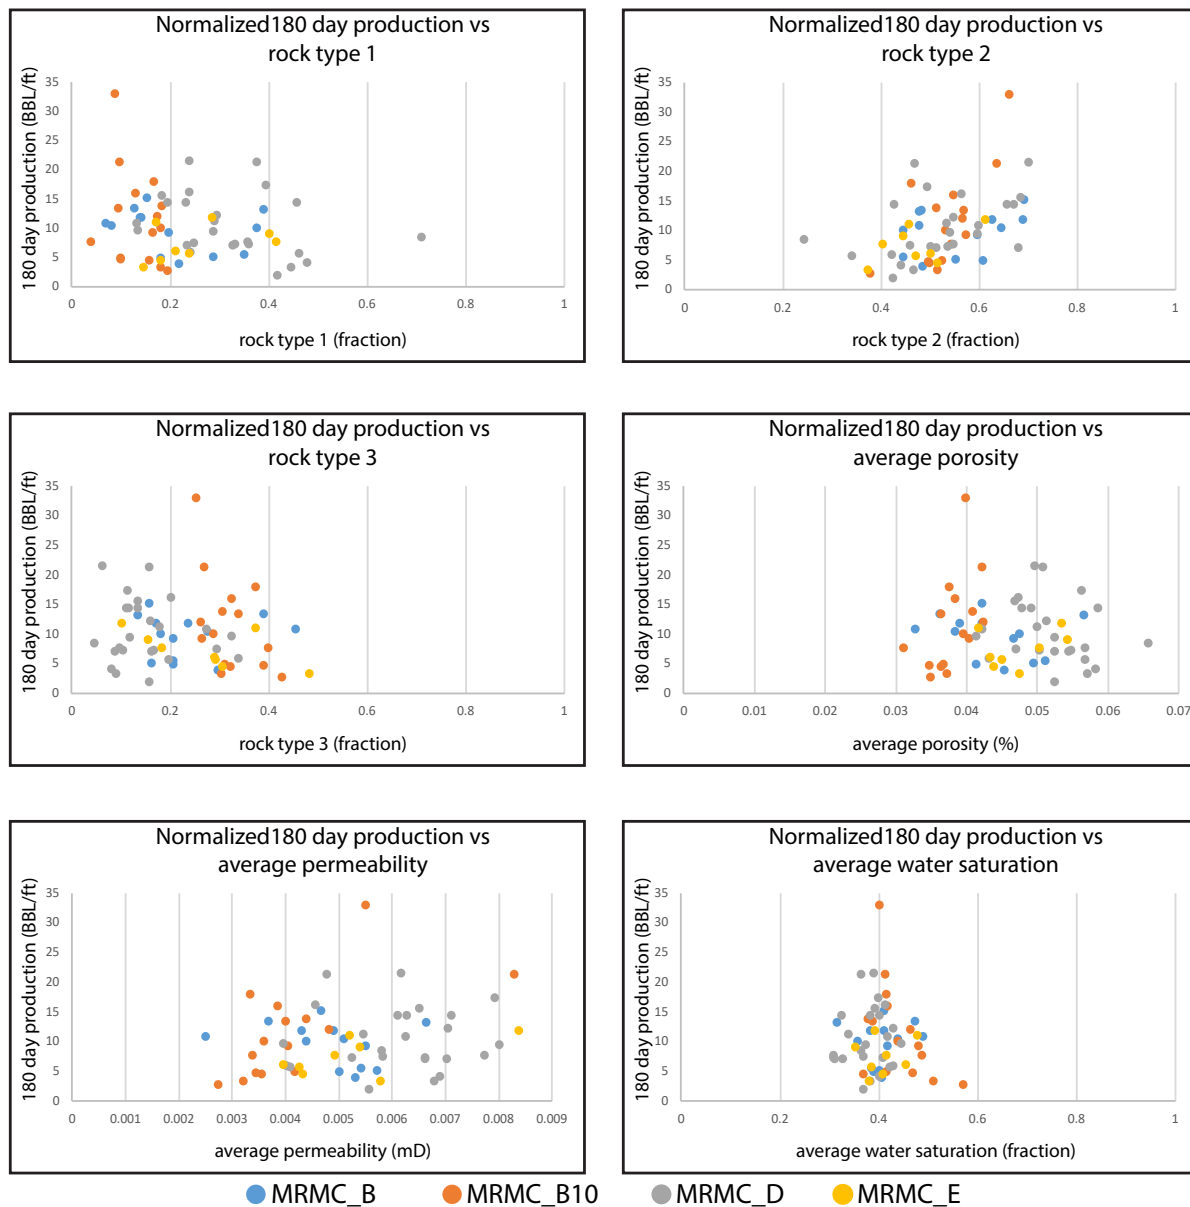 Normalized180 day production vs
rock type 1
180 day production (BBL/ft)
35
30
25
20
15
10
5
0
0 0.2 0.4 0.6 0.8 1
rock type 1 (fraction)
Normalized180 day production vs
rock type 2
180 day production (BBL/ft)
35
30
25
20
15
10
5
0
0 0.2 0.4 0.6 0.8 1
rock type 2 (fraction)
Normalized180 day production vs
rock type 3
180 day production (BBL/ft)
35
30
25
20
15
10
5
0
0 0.2 0.4 0.6 0.8 1
rock type 3 (fraction)
Normalized180 day production vs
average porosity
180 day production (BBL/ft)
35
30
25
20
15
10
5
0
0 0.01 0.02 0.03 0.04 0.05 0.06 0.07
average porosity (%)
Normalized180 day production vs
average permeability
180 day production (BBL/ft)
35
30
25
20
15
10
5
0
0 0.001 0.002 0.003 0.004 0.005 0.006 0.007 0.008 0.009
average permeability (mD)
Normalized180 day production vs
average water saturation
180 day production (BBL/ft)
35
30
25
20
15
10
5
0
0 0.2 0.4 0.6 0.8 1
average water saturation (fraction)
MRMC_B MRMC_B10 MRMC_D MRMC_E